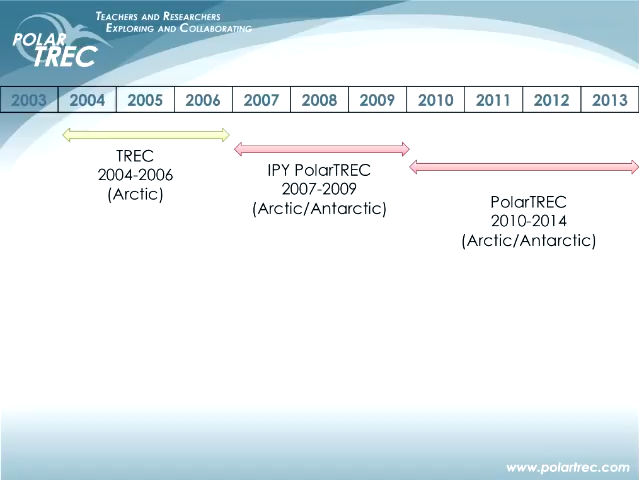 TEACHERS AND RESEARCHERS
EXPLORING AND COLLABORATING
POLAR
TREC
2003 2004 2005 2006 2007 2008 2009 2010 2011 2012 2013
TREC
2004-2006
(Arctic)
IPY PolarTREC
2007-2009
(Arctic/Antarctic)
PolarTREC
2010-2014
(Arctic/Antarctic)
www.polartrec.com